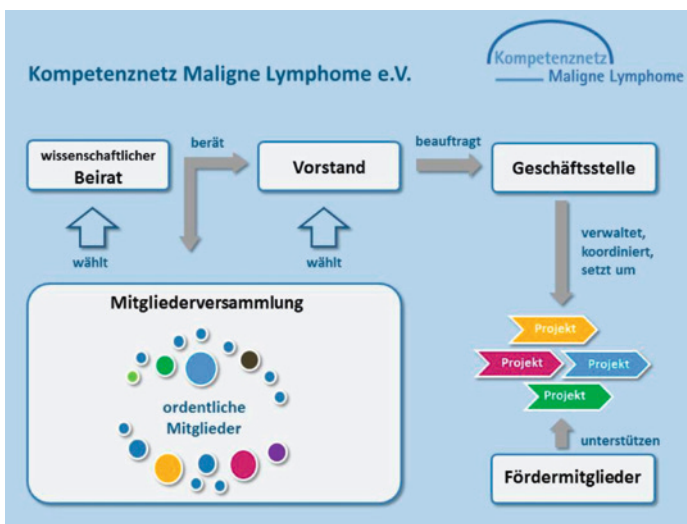 Kompetenznetz Maligne Lymphome e.V.
Kompetenznetz
Maligne Lymphome
wissenschaftlicher
Beirat
berät
Vorstand
beauftragt
Geschäftsstelle
wählt
wählt
verwaltet,
koordiniert,
setzt um
Mitgliederversammlung
ordentliche
Mitglieder
Projekt
Projekt
Projekt
Projekt
unterstützen
Fördermitglieder